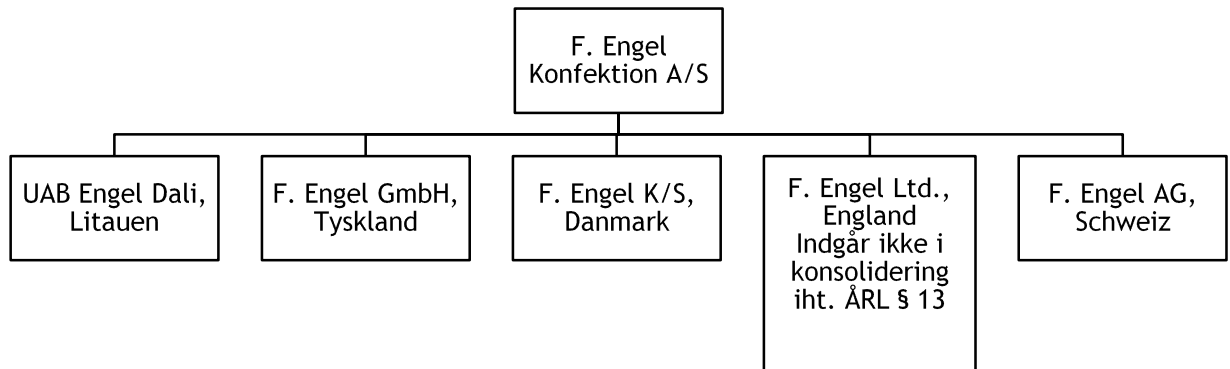 F. Engel
Konfektion A/S
UAB Engel Dali,
Litauen
F. Engel GmbH,
Tyskland
F. Engel K/S,
Danmark
F. Engel Ltd.,
England
Indgår ikke i
konsolidering
iht. ÅRL § 13
F. Engel AG,
Schweiz